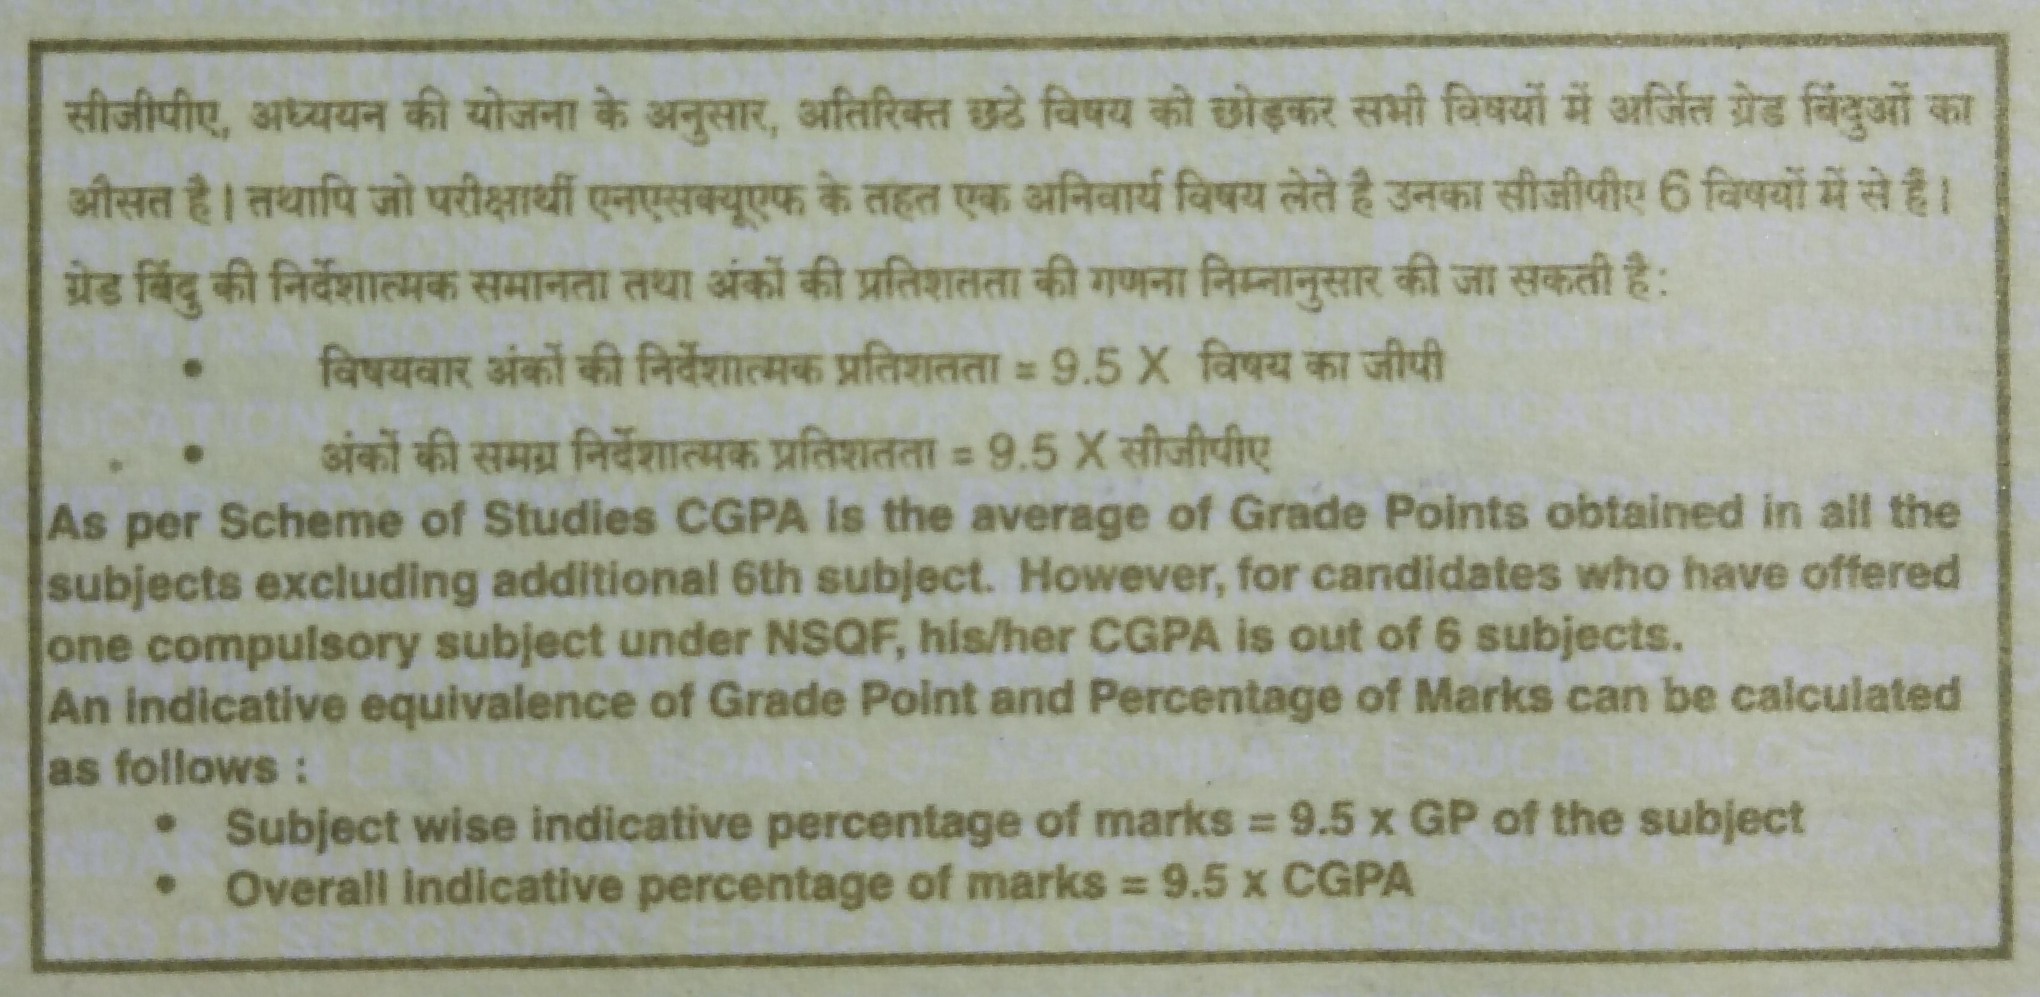 सीजीपीए, अध्ययन की योजना के अनुसार, अतिरिक्त छटे विषय को छोड़कर सभी विषयों में अर्जित ग्रेड बिंदुओं का
औसत है। तथापि जो परीक्षार्थी एनएसक्यूएफ के तहत एक अनिवार्य विषय लेते है उनका सीजीपीए 6 विषयों में से है।
ग्रेड बिंदु की निर्देशात्मक समानता तथा अंकों की प्रतिशतता की गणना निम्नानुसार की जा सकती है:
• विषयवार अंकों की निर्देशात्मक प्रतिशतता = 9.5 X विषय का जीपी
• अंकों की समग्र निर्देशात्मक प्रतिशतता = 9.5 X सीजीपीए
As per Scheme of Studies CGPA is the average of Grade Points obtained in all the
subjects excluding additional 6th subject. However, for candidates who have offered
one compulsory subject under NSQF, his/her CGPA is out of 6 subjects.
An indicative equivalence of Grade Point and Percentage of Marks can be calculated
as follows :
• Subject wise indicative percentage of marks = 9.5 x GP of the subject
• Overall indicative percentage of marks = 9.5 x CGPA